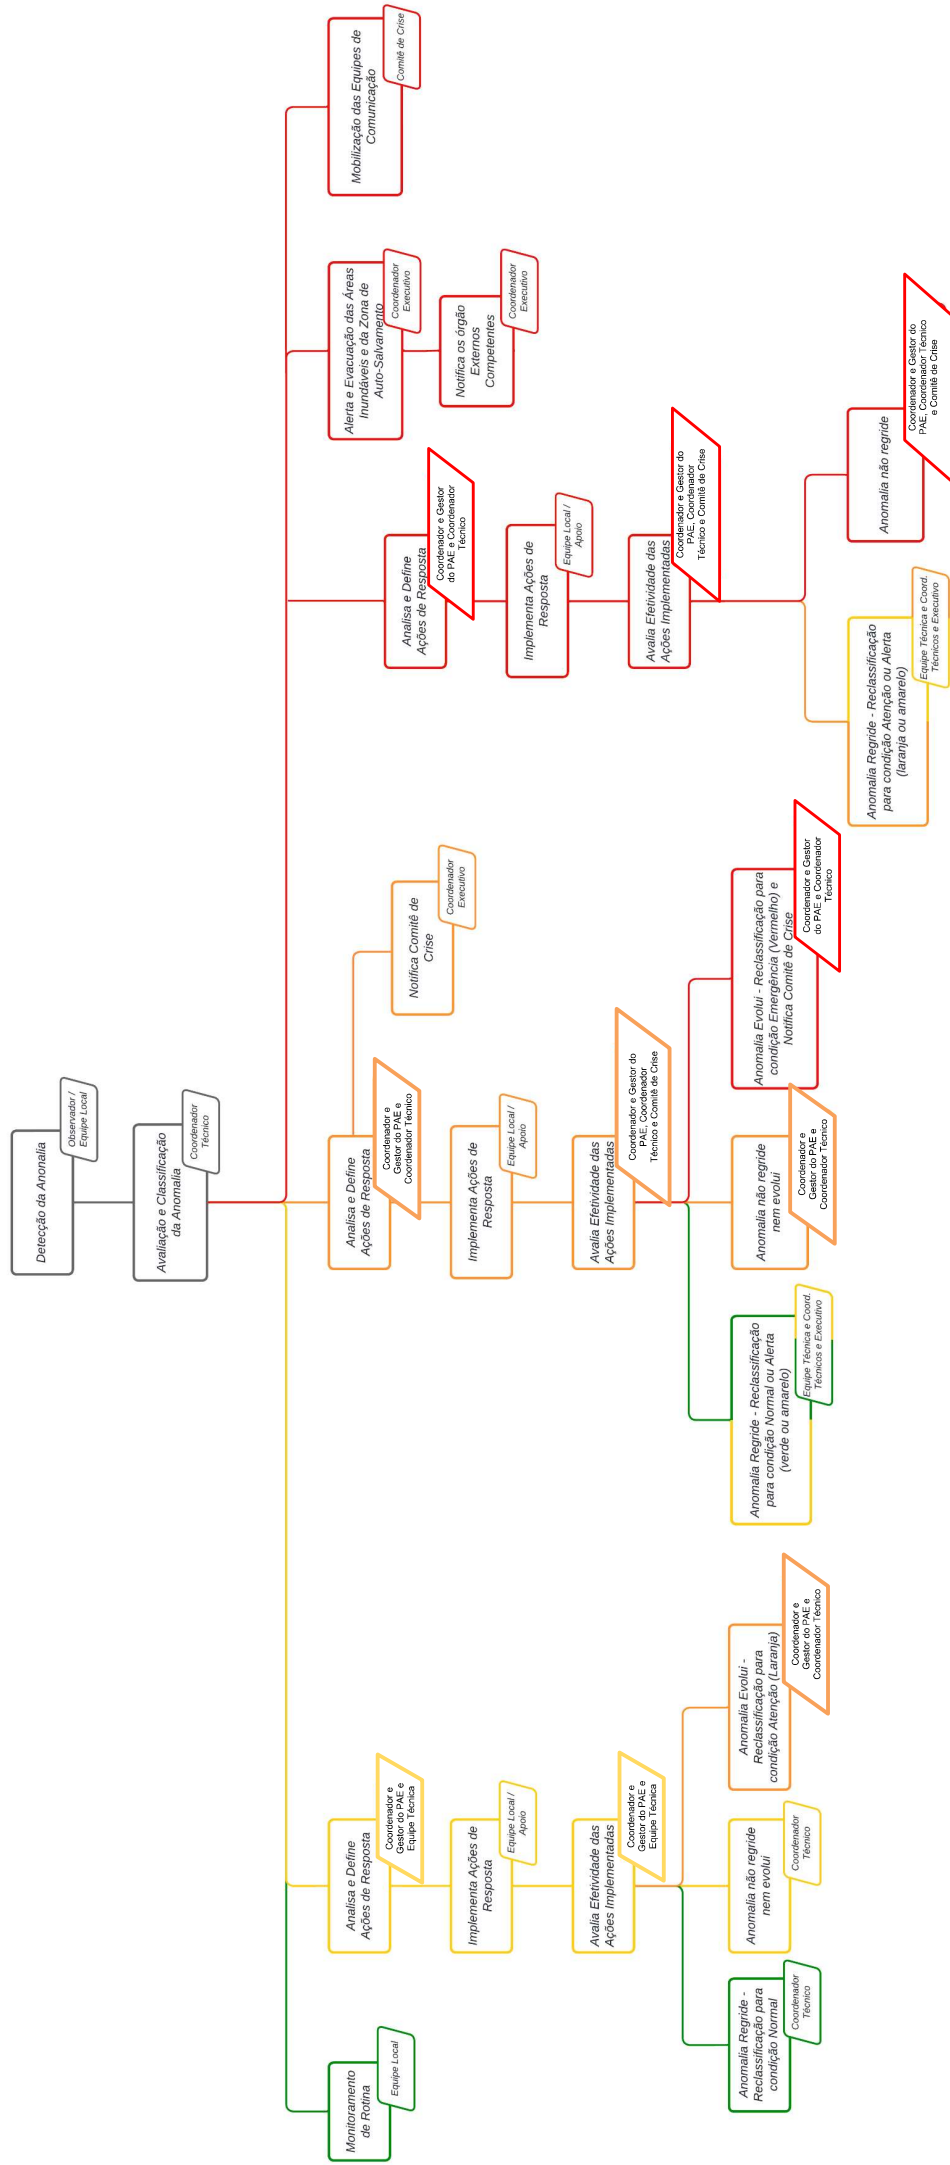 Detecção da Anonalia
Observador /
Equipe Local
Avaliação e Classificação
da Anomalia
Coordenador
Técnico
Monitoramento
de Rotina
Equipe Local
Analisa e Define
Ações de Resposta
Coordenador e
Gestor do PAE e
Equipe Técnica
Implementa Ações de
Resposta
Equipe Local /
Apoio
Avalia Efetividade das
Ações Implementadas
Coordenador e
Gestor do PAE e
Equipe Técnica
Anomalia Regride -
Reclassificação para
condição Normal
Coordenador
Técnico
Anomalia não regride
nem evolui
Coordenador
Técnico
Anomalia Evolui -
Reclassificação para
condição Atenção (Laranja)
Coordenador e
Gestor do PAE e
Coordenador Técnico
Analisa e Define
Ações de Resposta
Coordenador e
Gestor do PAE e
Coordenador Técnico
Notifica Comitê de
Crise
Coordenador
Executivo
Implementa Ações de
Resposta
Equipe Local /
Apoio
Avalia Efetividade das
Ações Implementadas
Coordenador e Gestor do
PAE, Coordenador
Técnico e Comitê de Crise
Anomalia Regride - Reclassificação
para condição Normal ou Alerta
(verde ou amarelo)
Equipe Técnica e Coord.
Técnicos e Executivo
Anomalia não regride
nem evolui
Coordenador e
Gestor do PAE e
Coordenador Técnico
Anomalia Evolui - Reclassificação para
condição Emergência (Vermelho) e
Notifica Comitê de Crise
Coordenador e Gestor
do PAE e Coordenador
Técnico
Analisa e Define
Ações de Resposta
Coordenador e Gestor
do PAE e Coordenador
Técnico
Implementa Ações de
Resposta
Equipe Local /
Apoio
Avalia Efetividade das
Ações Implementadas
Coordenador e Gestor do
PAE, Coordenador
Técnico e Comitê de Crise
Anomalia Regride - Reclassificação
para condição Atenção ou Alerta
(laranja ou amarelo)
Equipe Técnica e Coord.
Técnicos e Executivo
Anomalia não regride
Coordenador e Gestor do
PAE, Coordenador Técnico
e Comitê de Crise
Alerta e Evacuação das Áreas
Inundáveis e da Zona de
Auto-Salvamento
Coordenador
Executivo
Notifica os órgão
Externos
Competentes
Coordenador
Executivo
Mobilização das Equipes de
Comunicação
Comitê de Crise